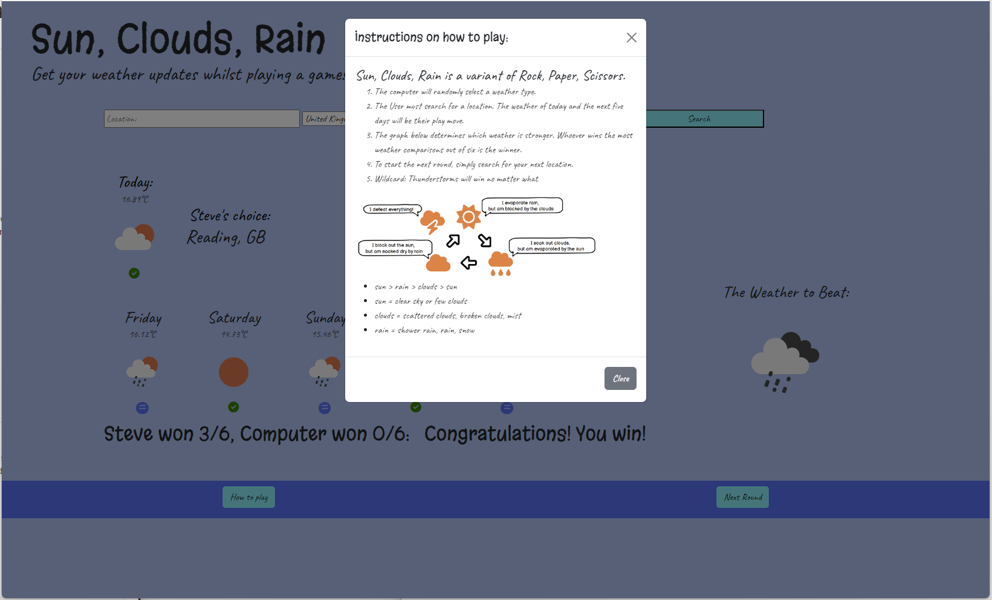 Sun, Clouds, Rain
Get your weather updates whilst playing a game!
Location:
United King
Search
Today:
16.81°C
Steve's choice:
Reading, GB
Friday
16.12°C
Saturday
14.73°C
Sunday
The Weather to Beat:
Steve won 3/6, Computer won 0/6: Congratulations! You win!
How to play
Next Round
Instructions on how to play:
Sun, Clouds, Rain is a variant of Rock, Paper, Scissors.
1. The computer will randomly select a weather type.
2. The User must search for a location. The weather of today and the next five
days will be their play move.
3. The graph below determines which weather is stronger. Whoever wins the most
weather comparisons out of six is the winner.
4. To start the next round, simply search for your next location.
5. Wildcard: Thunderstorms will win no matter what
I defeat everything!
I evaporate rain,
but am blocked by the clouds
I block out the sun,
but am soaked dry by rain
I soak out clouds,
but am evaporated by the sun
sun > rain > clouds > sun
sun = clear sky or few clouds
clouds = scattered clouds, broken clouds, mist
rain = shower rain, rain, snow
Close